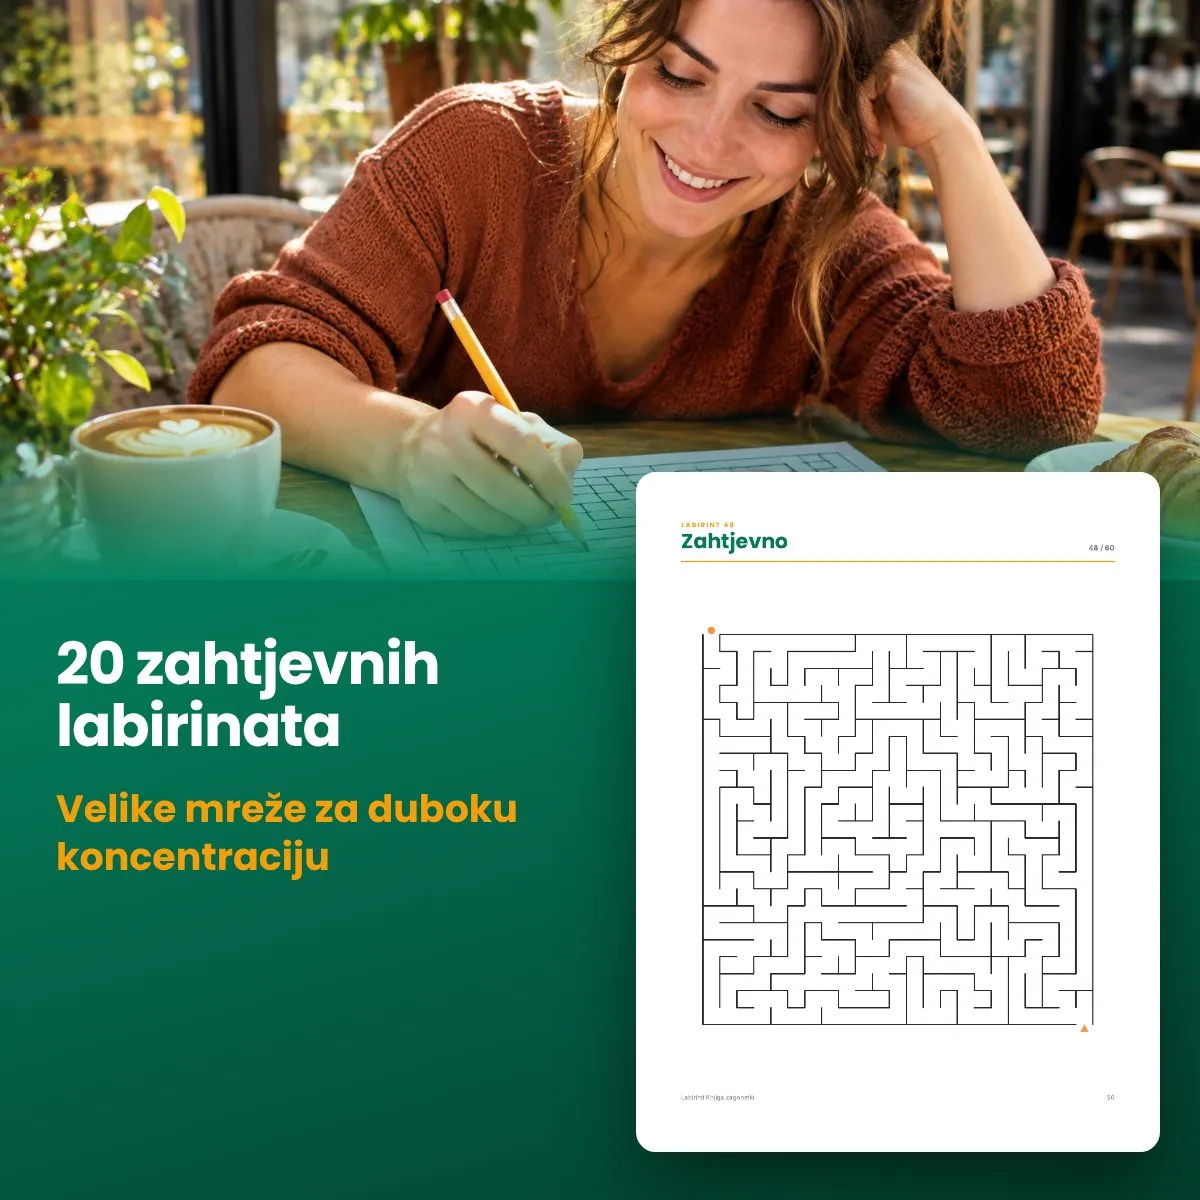 LABIRINT 48
Zahtjevno
48 / 60
20 zahtjevnih
labirinata
Velike mreže za duboku
koncentraciju
Labirinti Knjiga zagonetki
50